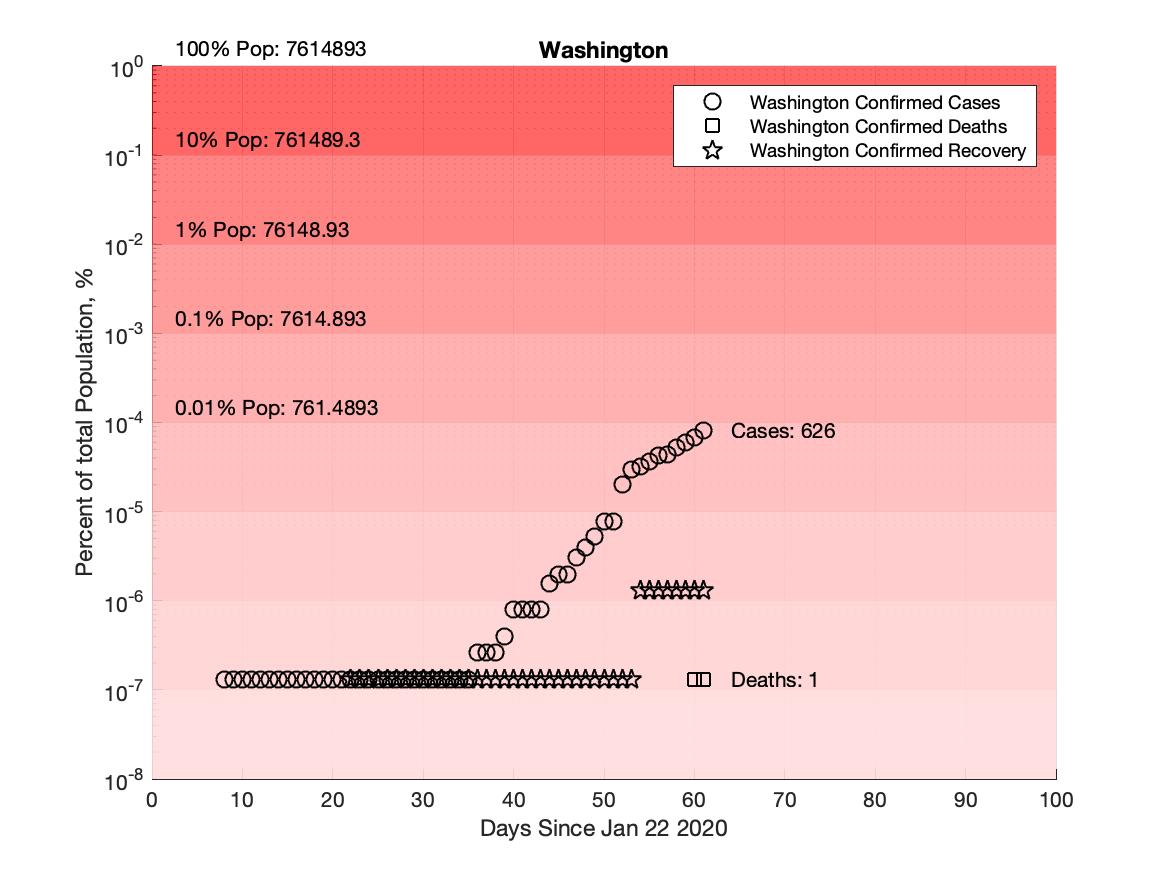 100% Pop: 7614893
Washington
10^0
Washington Confirmed Cases
Washington Confirmed Deaths
Washington Confirmed Recovery
10% Pop: 761489.3
10^-1
1% Pop: 76148.93
10^-2
0.1% Pop: 7614.893
10^-3
0.01% Pop: 761.4893
10^-4
Cases: 626
10^-5
10^-6
Deaths: 1
10^-7
10^-8
Percent of total Population, %
0 10 20 30 40 50 60 70 80 90 100
Days Since Jan 22 2020